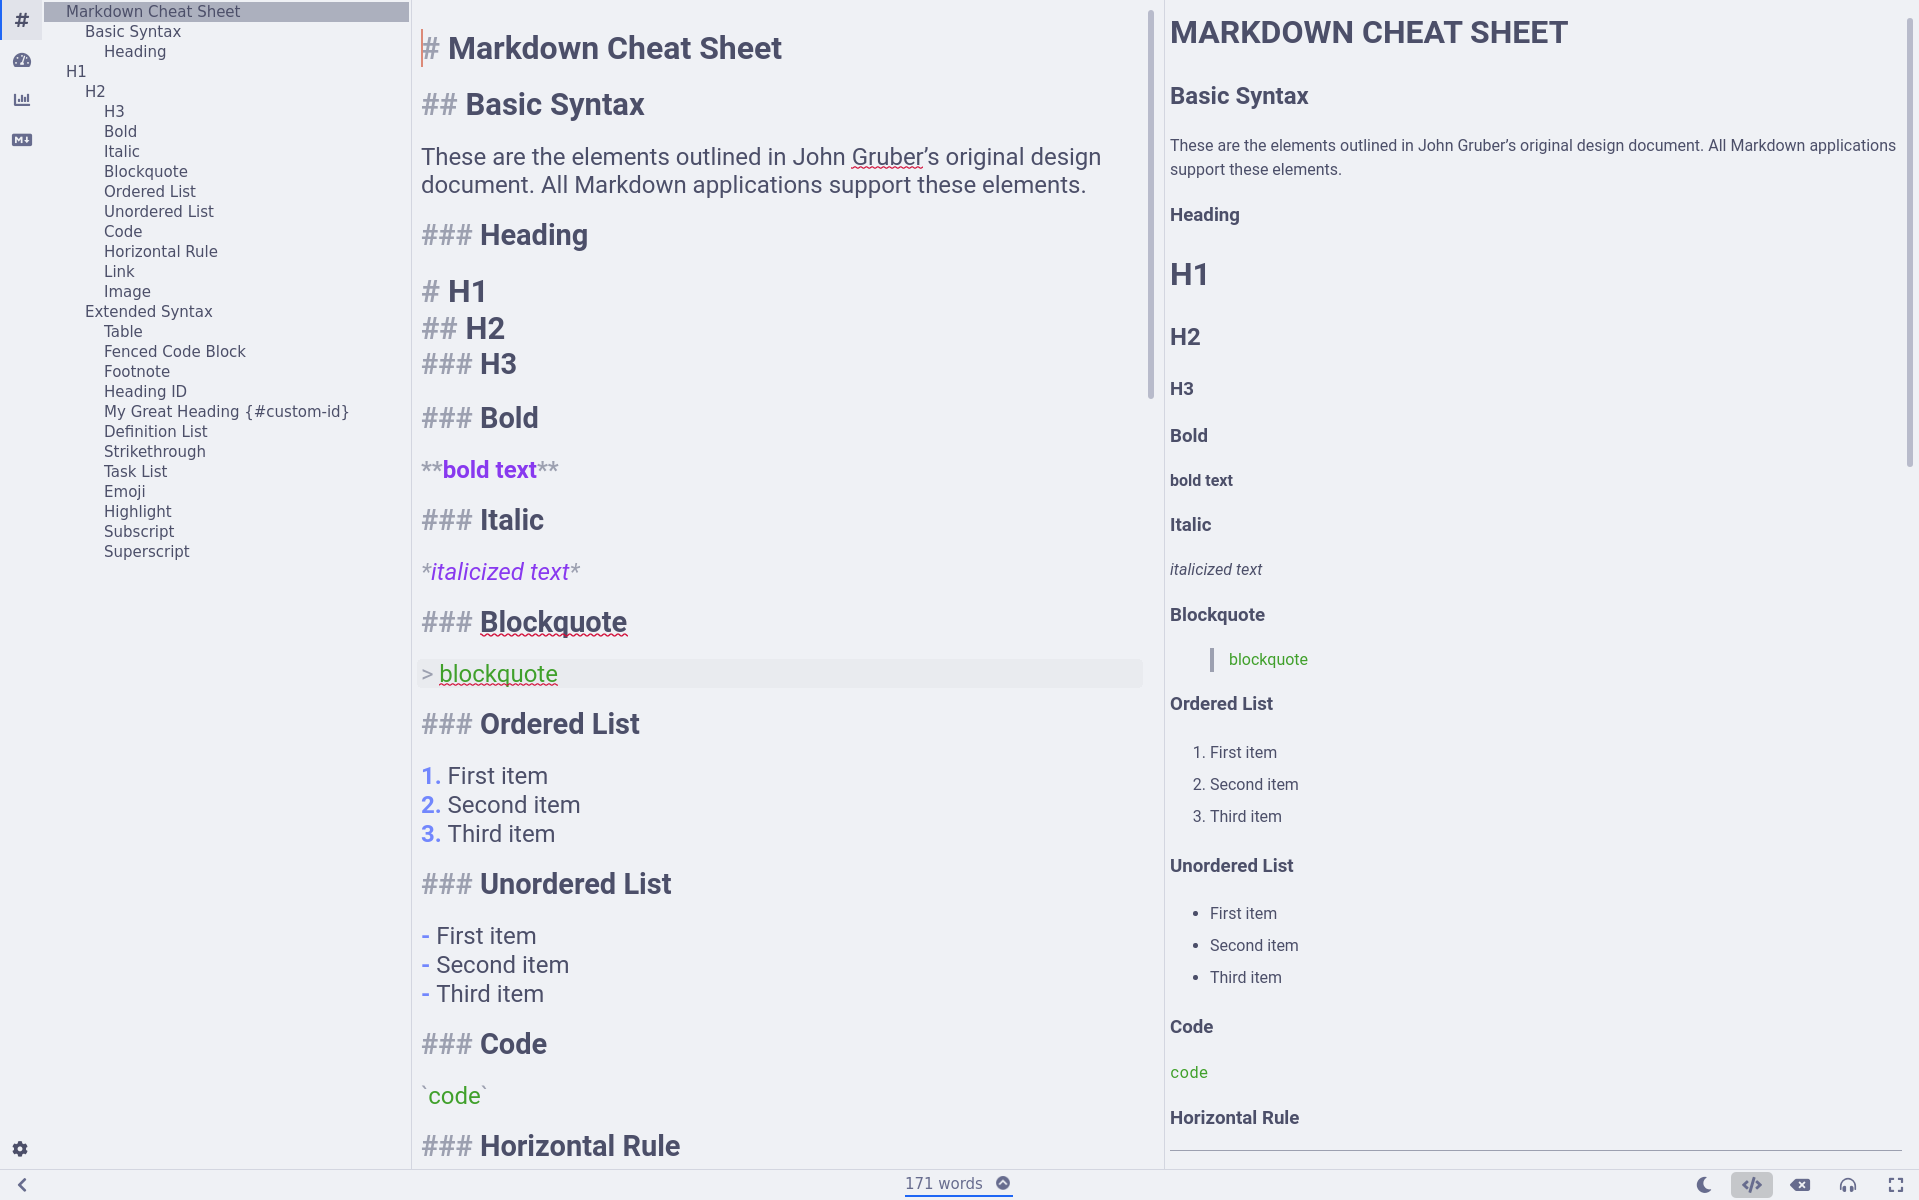 Markdown Cheat Sheet
Basic Syntax
Heading
H1
H2
H3
Bold
Italic
Blockquote
Ordered List
Unordered List
Code
Horizontal Rule
Link
Image
Extended Syntax
Table
Fenced Code Block
Footnote
Heading ID
My Great Heading {#custom-id}
Definition List
Strikethrough
Task List
Emoji
Highlight
Subscript
Superscript
# Markdown Cheat Sheet
## Basic Syntax
These are the elements outlined in John Gruber’s original design
document. All Markdown applications support these elements.
### Heading
# H1
## H2
### H3
### Bold
**bold text**
### Italic
*italicized text*
### Blockquote
> blockquote
### Ordered List
1. First item
2. Second item
3. Third item
### Unordered List
- First item
- Second item
- Third item
### Code
`code`
### Horizontal Rule
MARKDOWN CHEAT SHEET
Basic Syntax
These are the elements outlined in John Gruber’s original design document. All Markdown applications
support these elements.
Heading
H1
H2
H3
Bold
bold text
Italic
italicized text
Blockquote
blockquote
Ordered List
1. First item
2. Second item
3. Third item
Unordered List
• First item
• Second item
• Third item
Code
code
Horizontal Rule
171 words